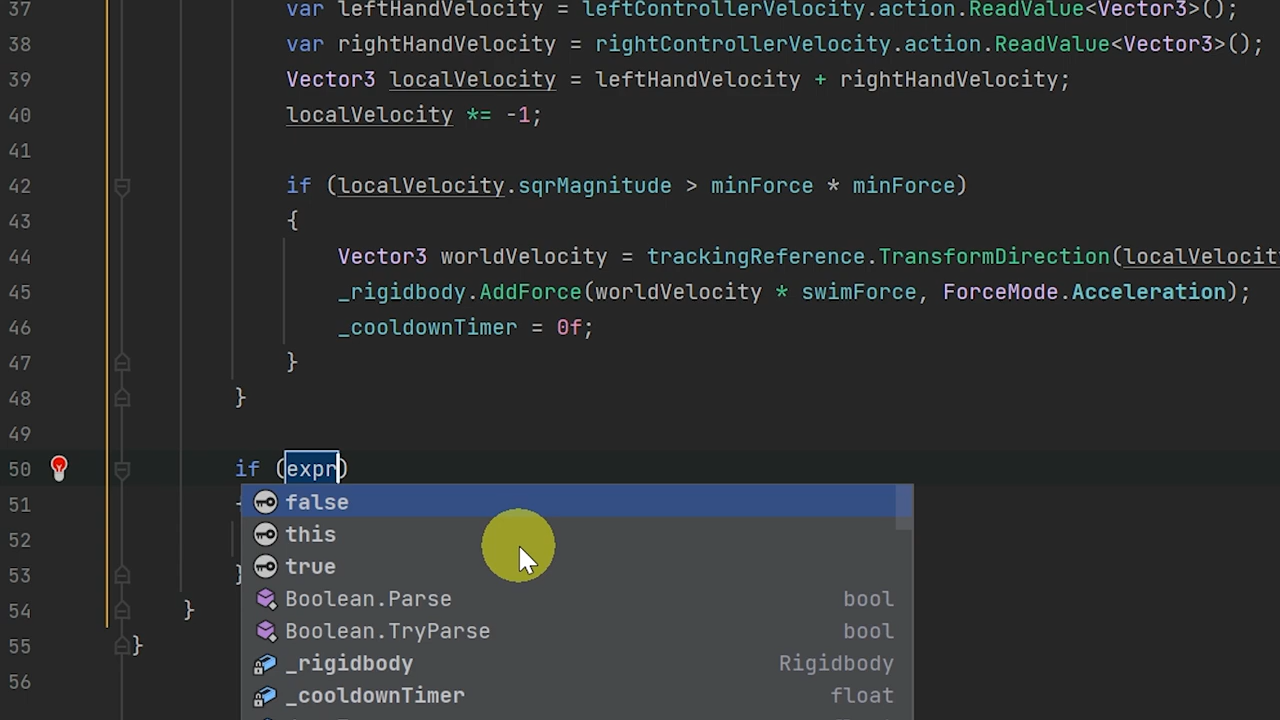 37 var leftHandVelocity = leftControllerVelocity.action.ReadValue<Vector3>();
38 var rightHandVelocity = rightControllerVelocity.action.ReadValue<Vector3>();
39 Vector3 localVelocity = leftHandVelocity + rightHandVelocity;
40 localVelocity *= -1;
41
42 if (localVelocity.sqrMagnitude > minForce * minForce)
43 {
44 Vector3 worldVelocity = trackingReference.TransformDirection(localVelocit
45 _rigidbody.AddForce(worldVelocity * swimForce, ForceMode.Acceleration);
46 _cooldownTimer = 0f;
47 }
48 }
49
50 if (expr)
51
false
this
52
true
53 }
Boolean.Parse bool
54 }
Boolean.TryParse bool
55 }
_rigidbody Rigidbody
56
_cooldownTimer float